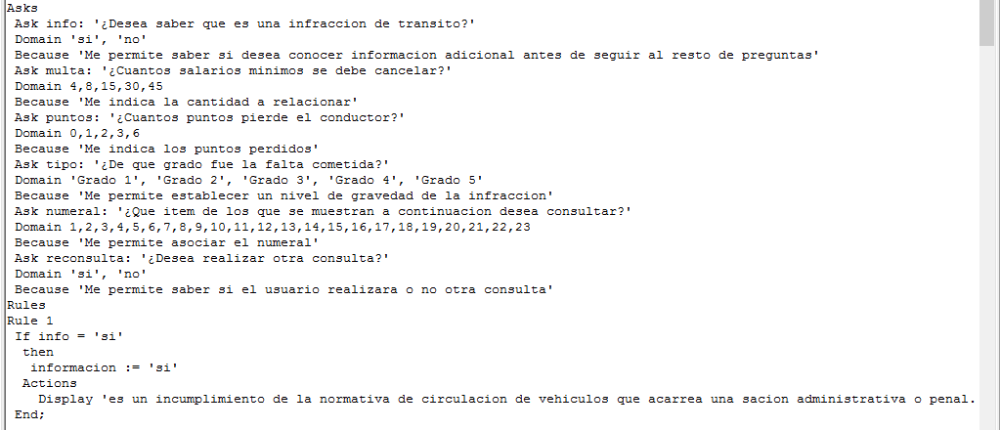 Asks
Ask info: '¿Desea saber que es una infraccion de transito?'
Domain 'si', 'no'
Because 'Me permite saber si desea conocer informacion adicional antes de seguir al resto de preguntas'
Ask multa: '¿Cuantos salarios minimos se debe cancelar?'
Domain 4,8,15,30,45
Because 'Me indica la cantidad a relacionar'
Ask puntos: '¿Cuantos puntos pierde el conductor?'
Domain 0,1,2,3,6
Because 'Me indica los puntos perdidos'
Ask tipo: '¿De que grado fue la falta cometida?'
Domain 'Grado 1', 'Grado 2', 'Grado 3', 'Grado 4', 'Grado 5'
Because 'Me permite establecer un nivel de gravedad de la infraccion'
Ask numeral: '¿Que item de los que se muestran a continuacion desea consultar?'
Domain 1,2,3,4,5,6,7,8,9,10,11,12,13,14,15,16,17,18,19,20,21,22,23
Because 'Me permite asociar el numeral'
Ask reconsulta: '¿Desea realizar otra consulta?'
Domain 'si', 'no'
Because 'Me permite saber si el usuario realizara o no otra consulta'
Rules
Rule 1
If info = 'si'
then
informacion := 'si'
Actions
Display 'es un incumplimiento de la normativa de circulacion de vehiculos que acarrea una sacion administrativa o penal.
End;